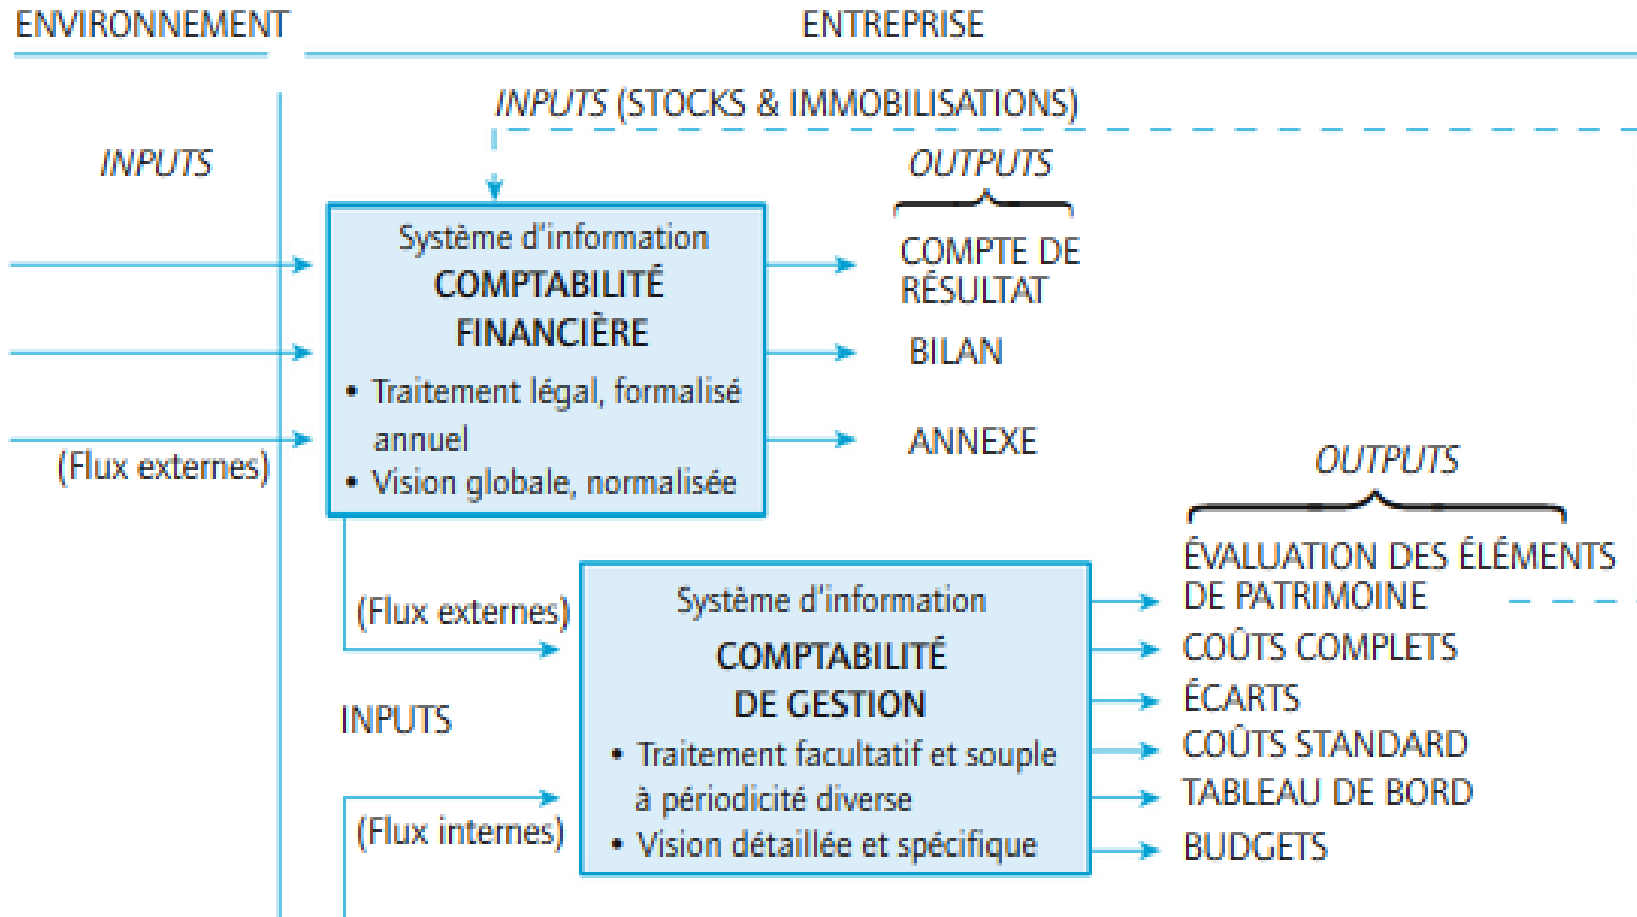 ENVIRONNEMENT
ENTREPRISE
INPUTS (STOCKS & IMMOBILISATIONS)
INPUTS
OUTPUTS
Système d'information
COMPTABILITÉ
FINANCIÈRE
• Traitement légal, formalisé
annuel
• Vision globale, normalisée
COMPTE DE
RÉSULTAT
BILAN
ANNEXE
(Flux externes)
OUTPUTS
(Flux externes)
INPUTS
(Flux internes)
Système d'information
COMPTABILITÉ
DE GESTION
• Traitement facultatif et souple
à périodicité diverse
• Vision détaillée et spécifique
ÉVALUATION DES ÉLÉMENTS
DE PATRIMOINE
COÛTS COMPLETS
ÉCARTS
COÛTS STANDARD
TABLEAU DE BORD
BUDGETS